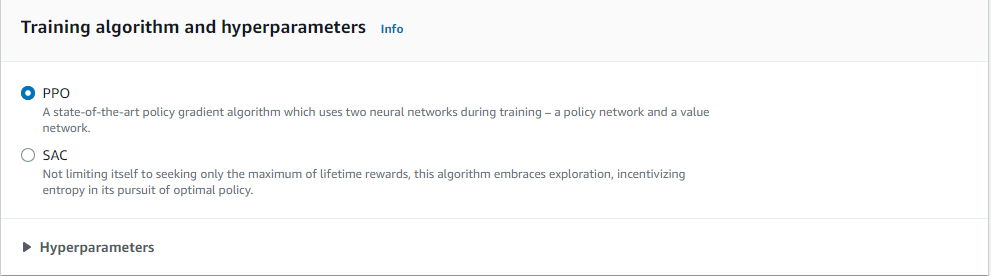 Training algorithm and hyperparameters Info
PPO
A state-of-the-art policy gradient algorithm which uses two neural networks during training – a policy network and a value
network.
SAC
Not limiting itself to seeking only the maximum of lifetime rewards, this algorithm embraces exploration, incentivizing
entropy in its pursuit of optimal policy.
Hyperparameters